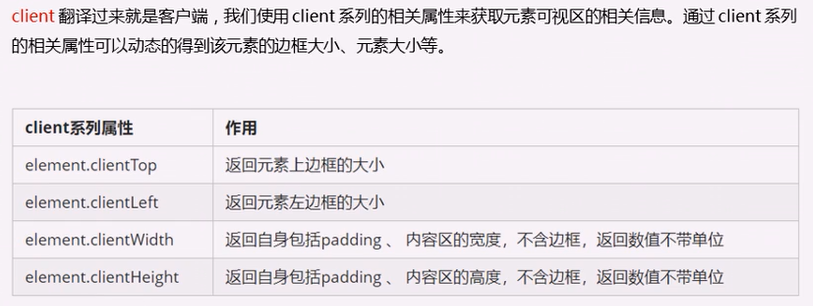 client 翻译过来就是客户端，我们使用 client 系列的相关属性来获取元素可视区的相关信息。通过 client 系列
的相关属性可以动态的得到该元素的边框大小、元素大小等。
client系列属性 作用
element.clientTop 返回元素上边框的大小
element.clientLeft 返回元素左边框的大小
element.clientWidth 返回自身包括padding 、 内容区的宽度，不含边框，返回数值不带单位
element.clientHeight 返回自身包括padding 、 内容区的高度，不含边框，返回数值不带单位